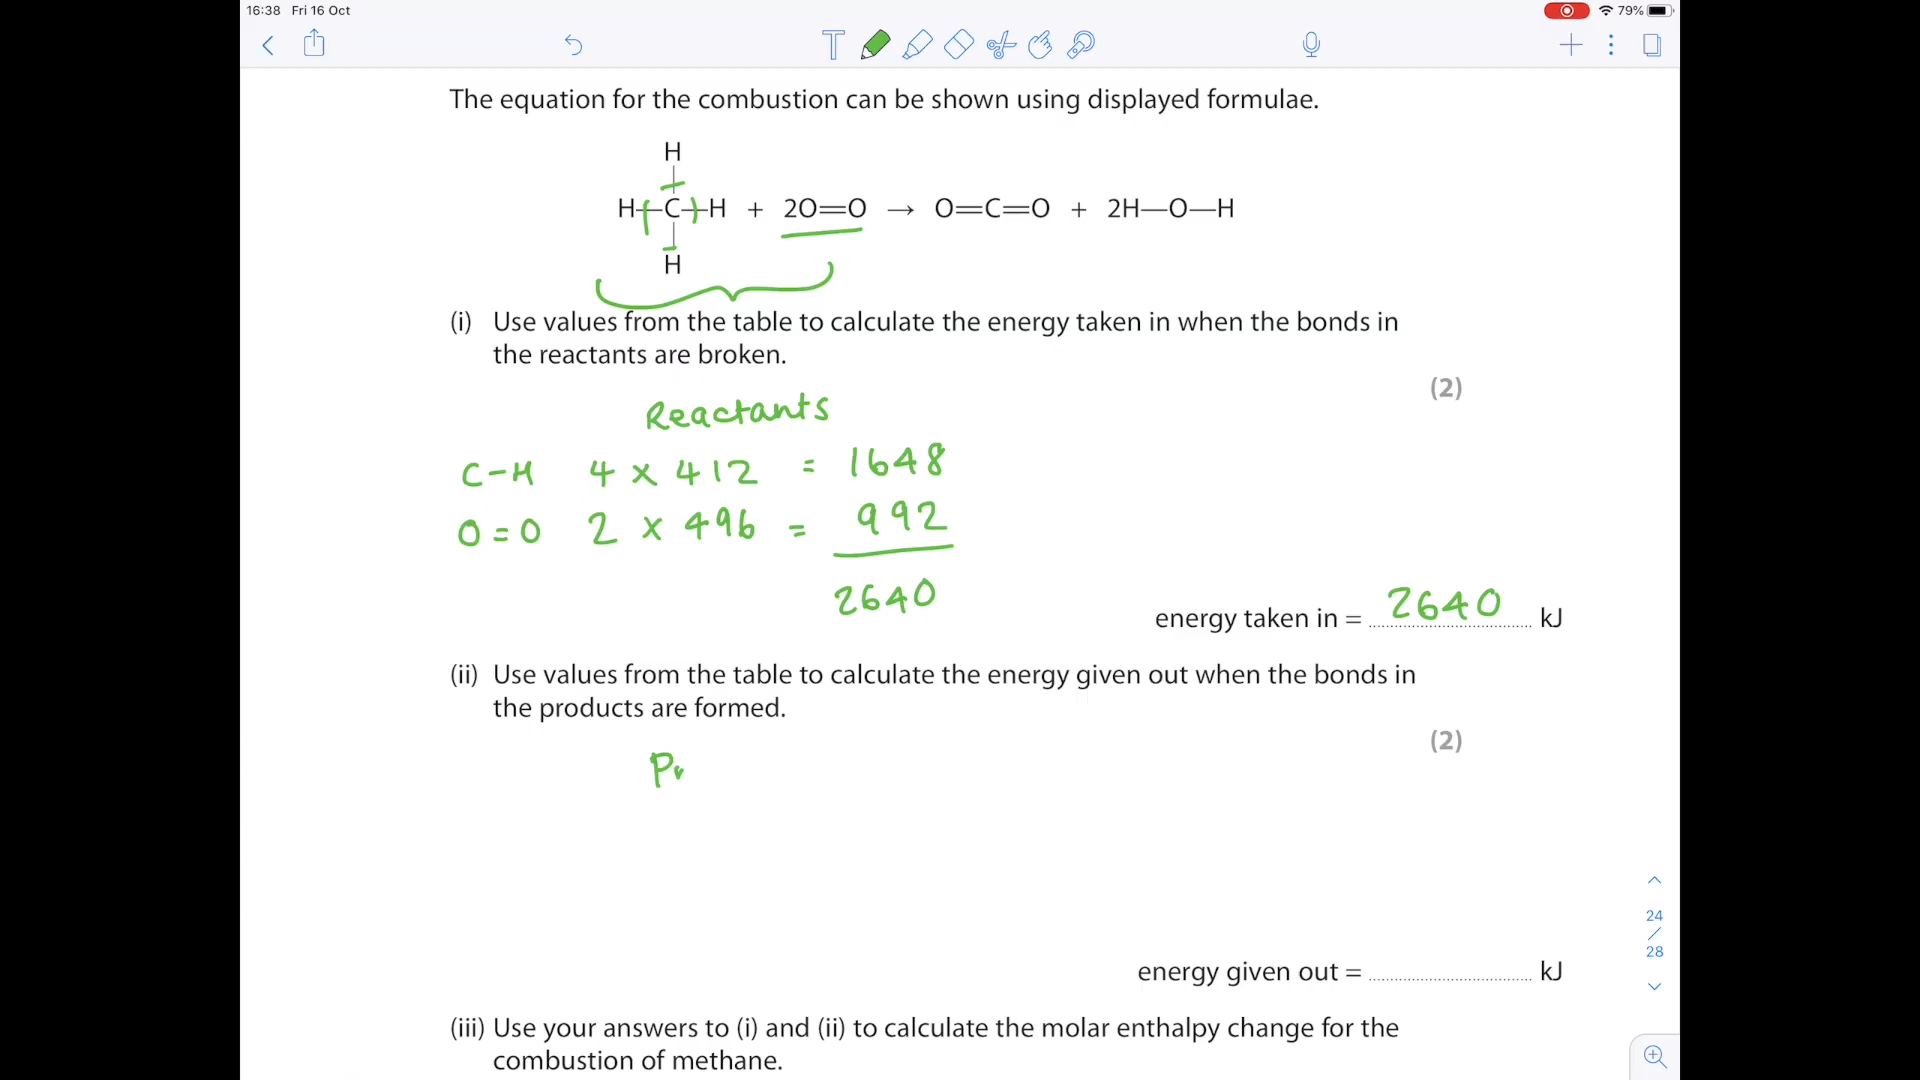 16:38 Fri 16 Oct
79%
T
The equation for the combustion can be shown using displayed formulae.
H
H—C—H + 2O=O → O=C=O + 2H—O—H
H
(i) Use values from the table to calculate the energy taken in when the bonds in
the reactants are broken.
(2)
Reactants
C-H 4 x 412 = 1648
O=O 2 x 496 = 992
2640
energy taken in = 2640 kJ
(ii) Use values from the table to calculate the energy given out when the bonds in
the products are formed.
(2)
Pr
energy given out = ........................ kJ
24
/
28
(iii) Use your answers to (i) and (ii) to calculate the molar enthalpy change for the
combustion of methane.